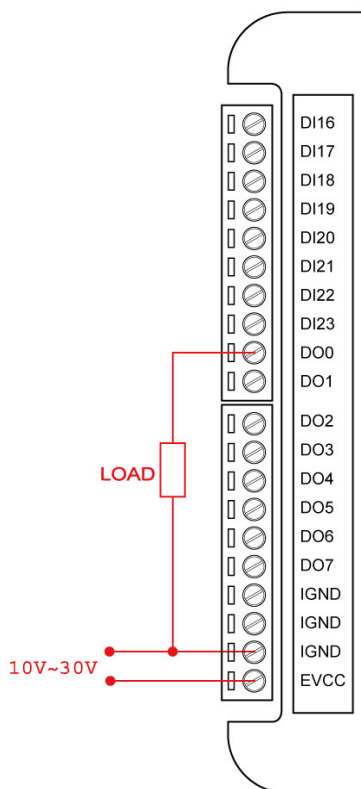 DI16
DI17
DI18
DI19
DI20
DI21
DI22
DI23
DO0
DO1
DO2
DO3
DO4
DO5
DO6
DO7
IGND
IGND
IGND
EVCC
LOAD
10V~30V